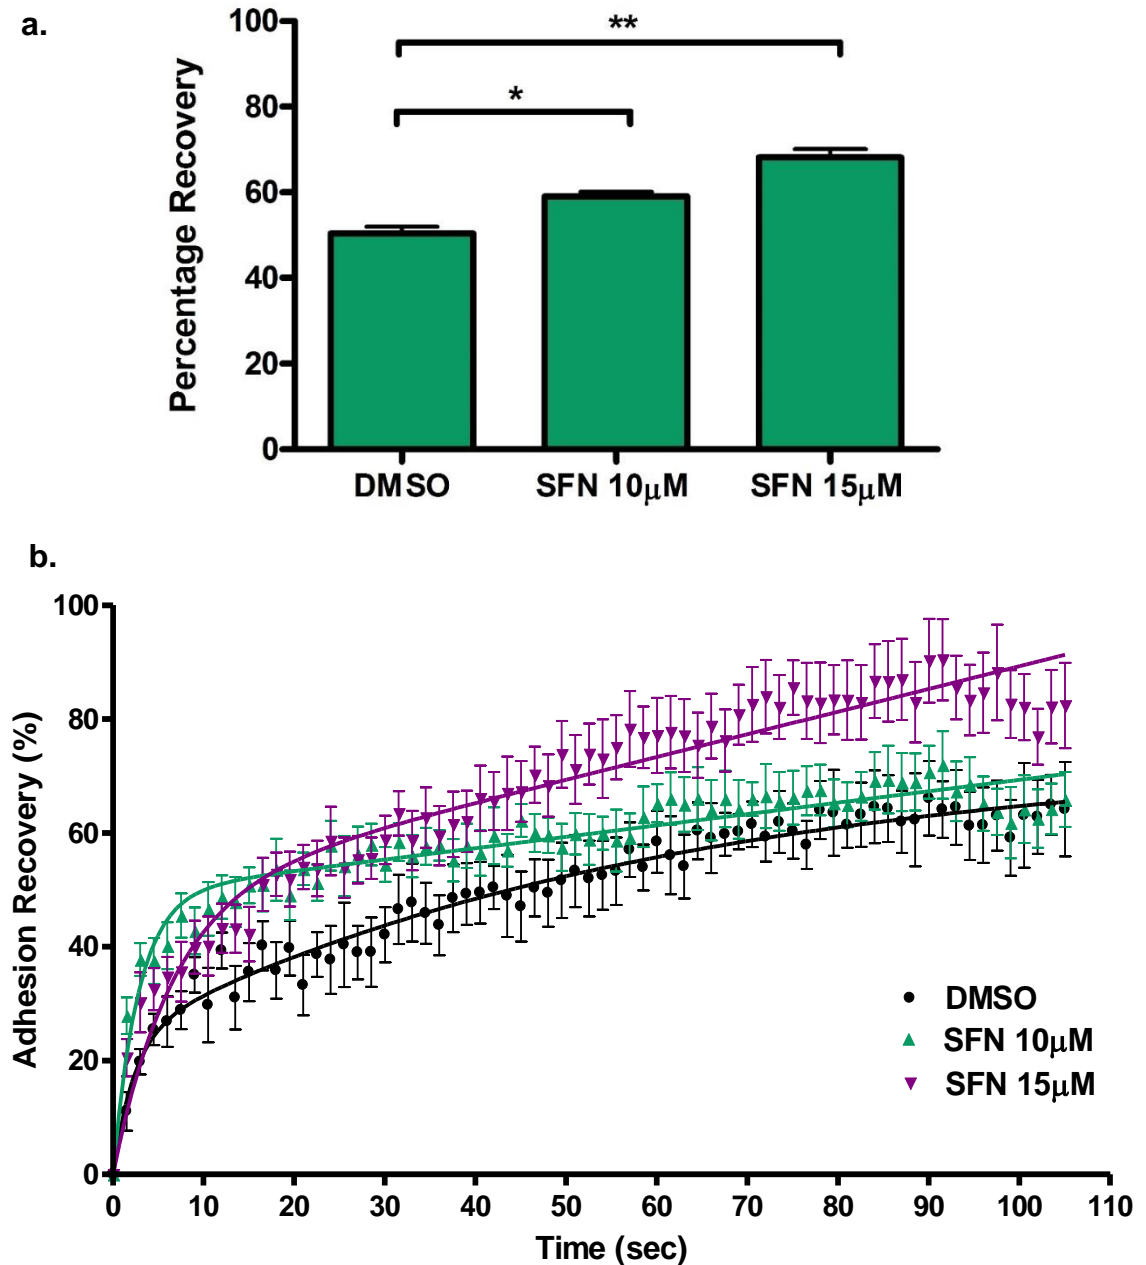 a.
**
*
Percentage Recovery
100
80
60
40
20
0
DMSO
SFN 10μM
SFN 15μM
b.
Adhesion Recovery (%)
100
80
60
40
20
0
DMSO
SFN 10μM
SFN 15μM
0 10 20 30 40 50 60 70 80 90 100 110
Time (sec)